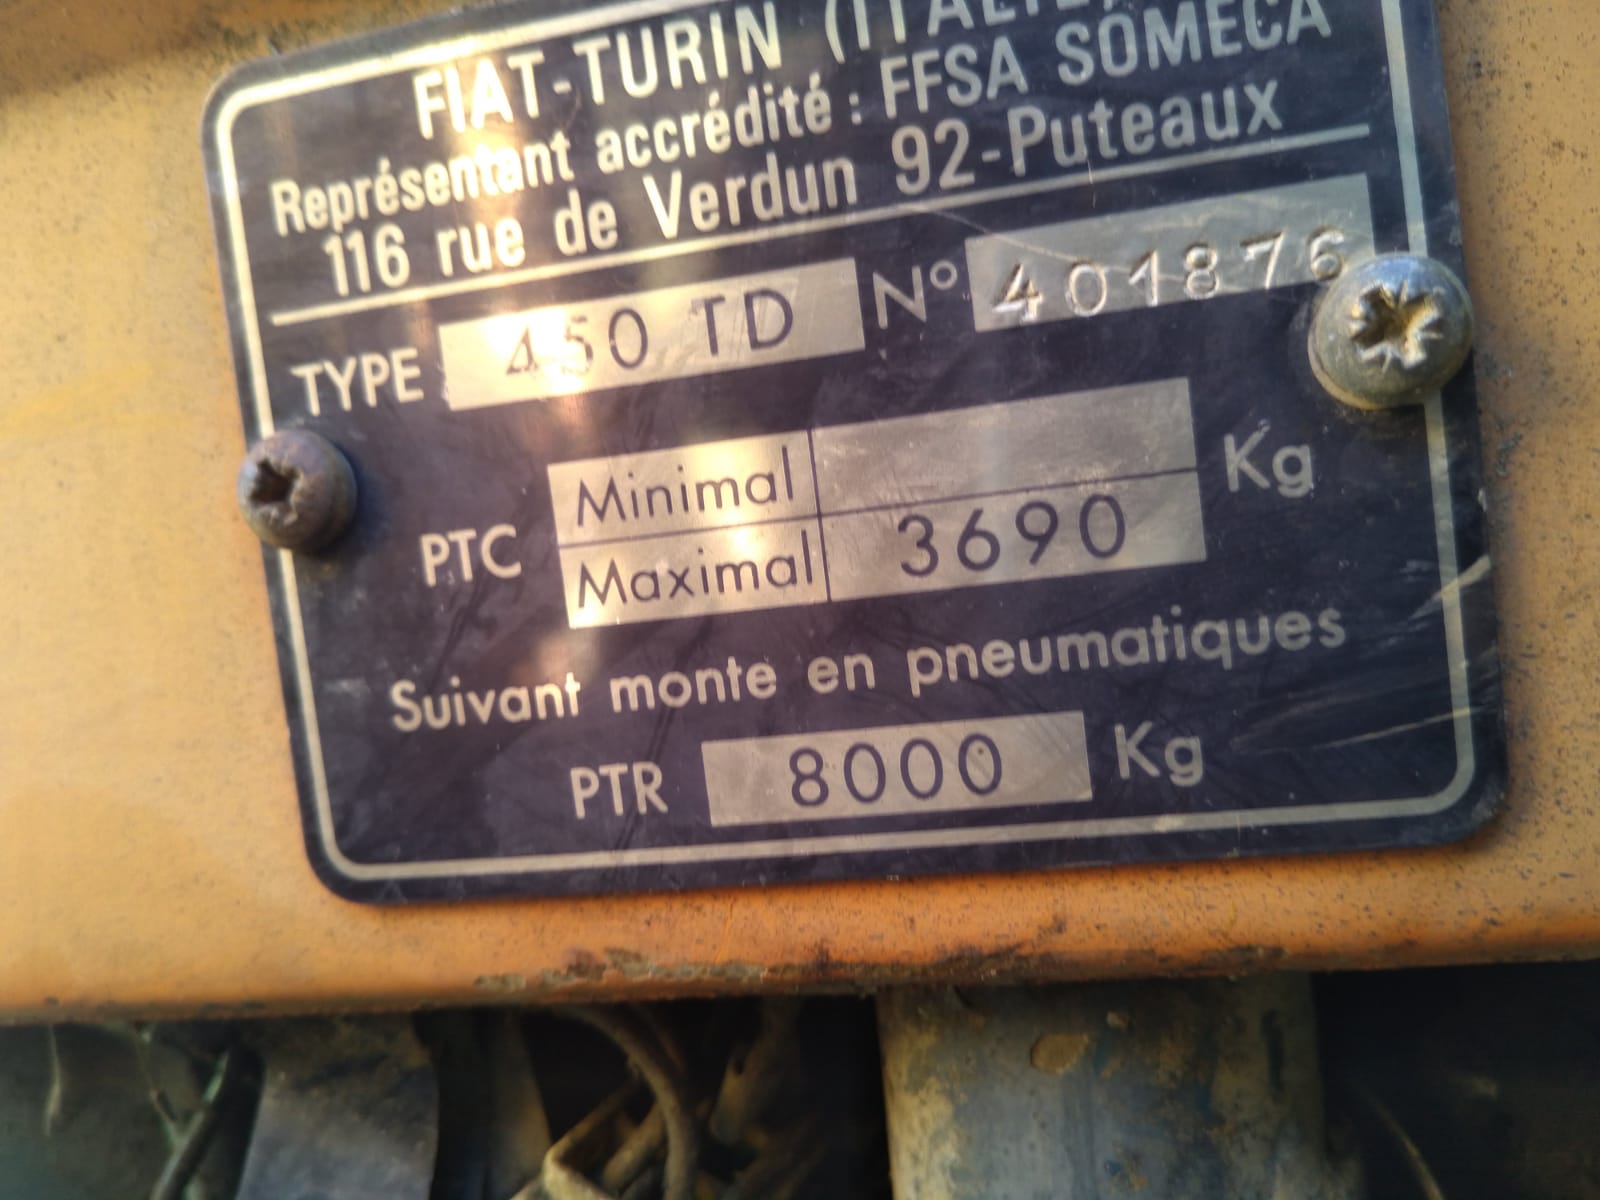 FIAT-TURIN (ITALIE)
Représentant accrédité : FFSA SOMECA
116 rue de Verdun 92-Puteaux
TYPE 450 TD N° 401876
PTC Minimal Kg
Maximal 3690
Suivant monte en pneumatiques
PTR 8000 Kg